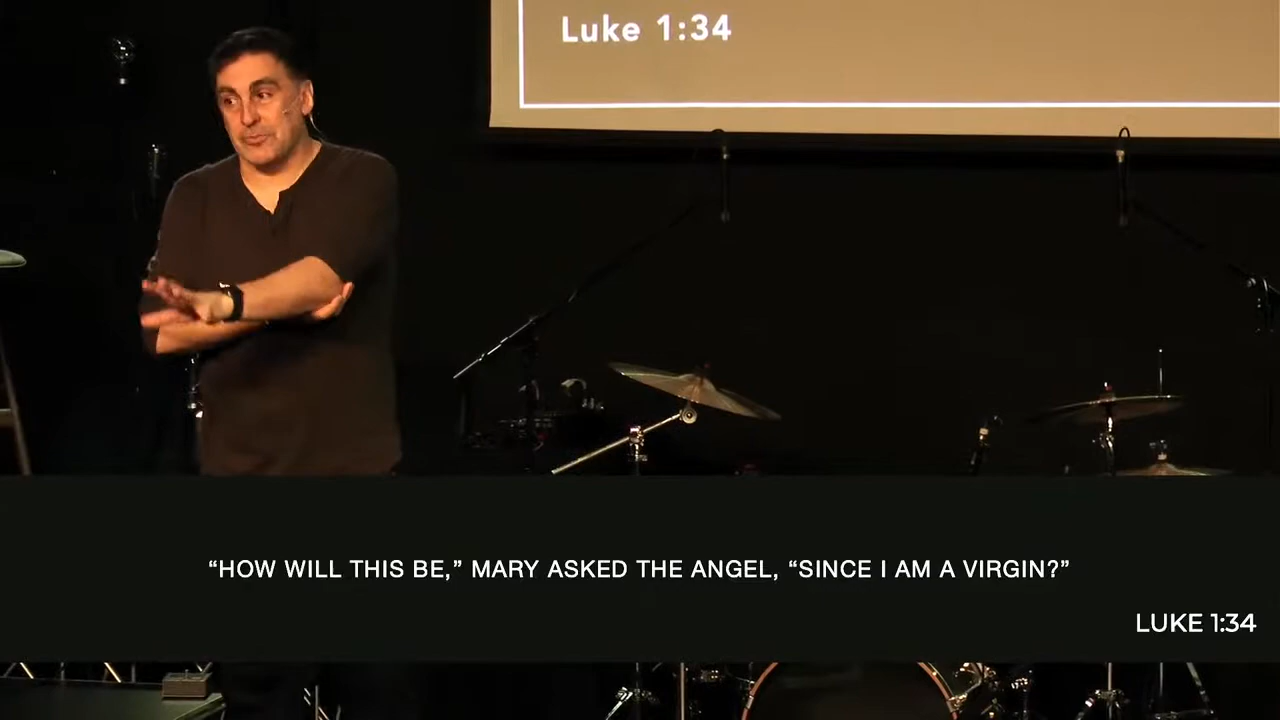 Luke 1:34
“HOW WILL THIS BE,” MARY ASKED THE ANGEL, “SINCE I AM A VIRGIN?”
LUKE 1:34